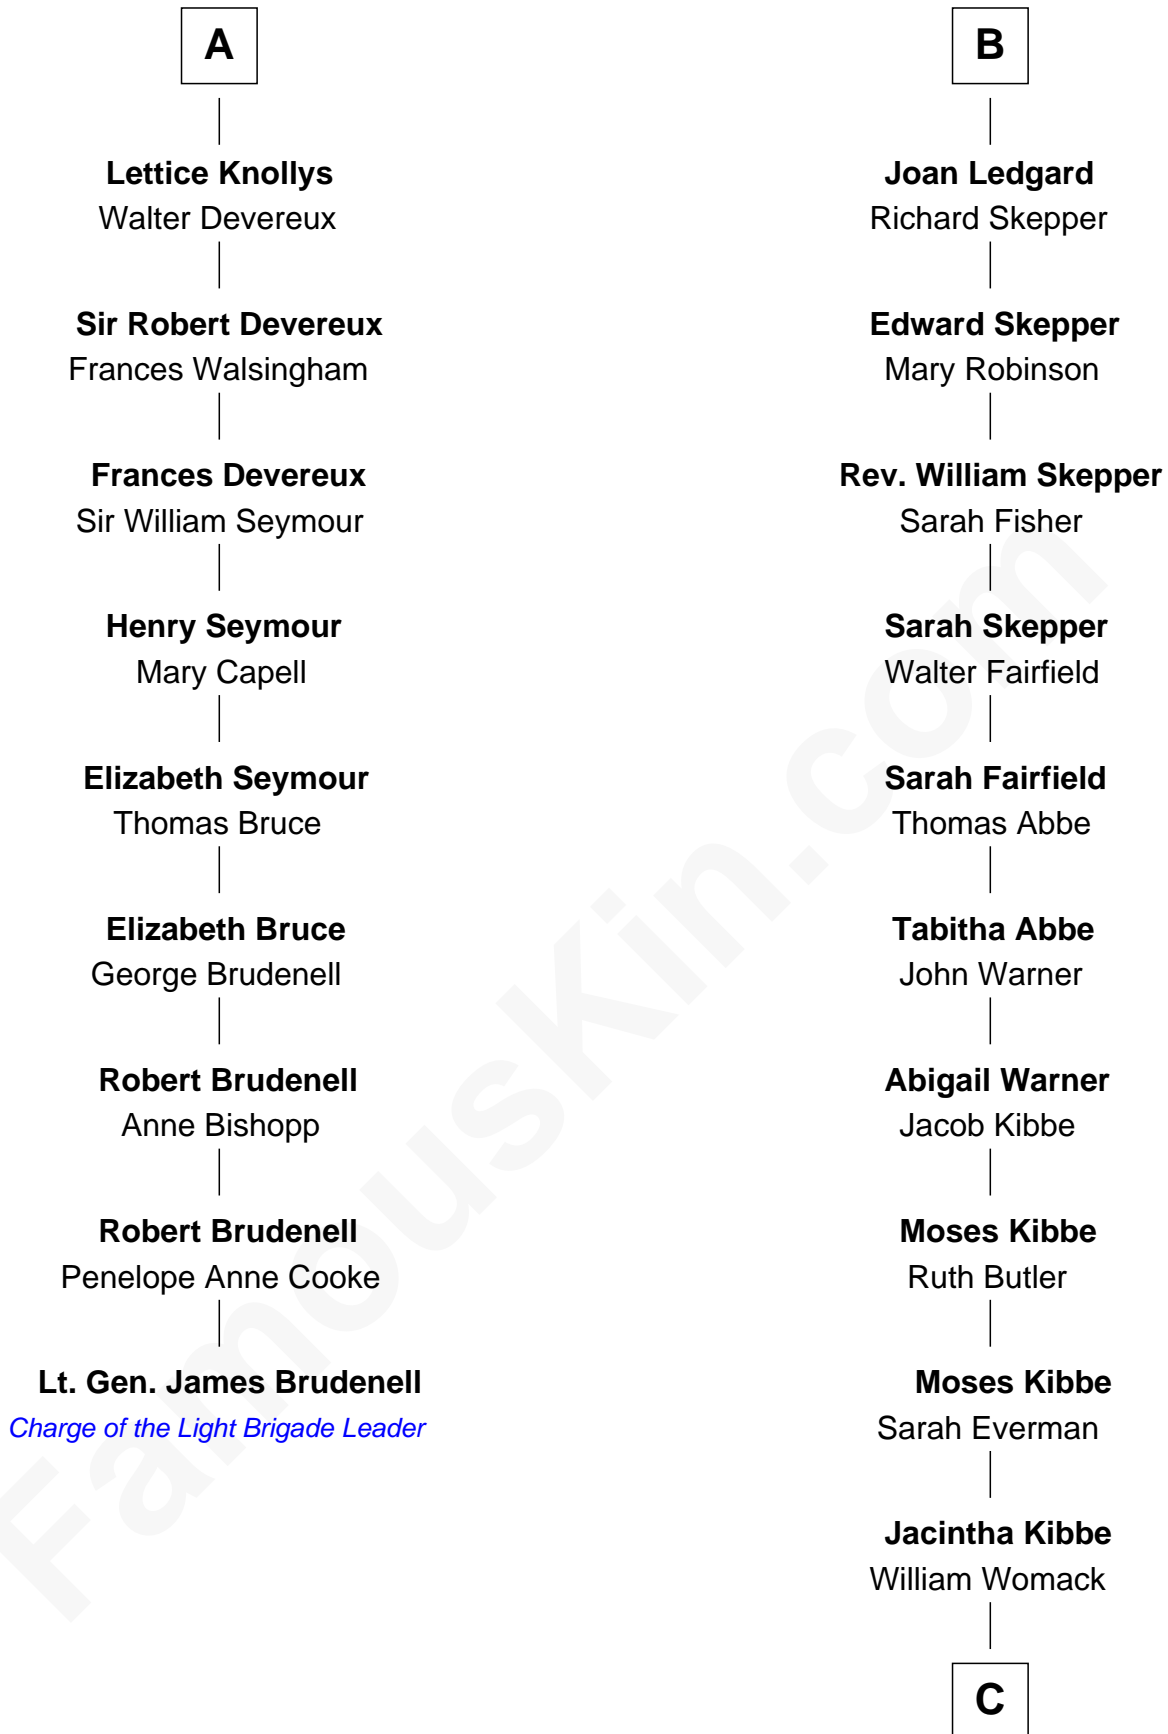 A
Lettice Knollys
Walter Devereux
Sir Robert Devereux
Frances Walsingham
Frances Devereux
Sir William Seymour
Henry Seymour
Mary Capell
Elizabeth Seymour
Thomas Bruce
Elizabeth Bruce
George Brudenell
Robert Brudenell
Anne Bishopp
Robert Brudenell
Penelope Anne Cooke
Lt. Gen. James Brudenell
Charge of the Light Brigade Leader
B
Joan Ledgard
Richard Skepper
Edward Skepper
Mary Robinson
Rev. William Skepper
Sarah Fisher
Sarah Skepper
Walter Fairfield
Sarah Fairfield
Thomas Abbe
Tabitha Abbe
John Warner
Abigail Warner
Jacob Kibbe
Moses Kibbe
Ruth Butler
Moses Kibbe
Sarah Everman
Jacintha Kibbe
William Womack
C
FamousKin.com